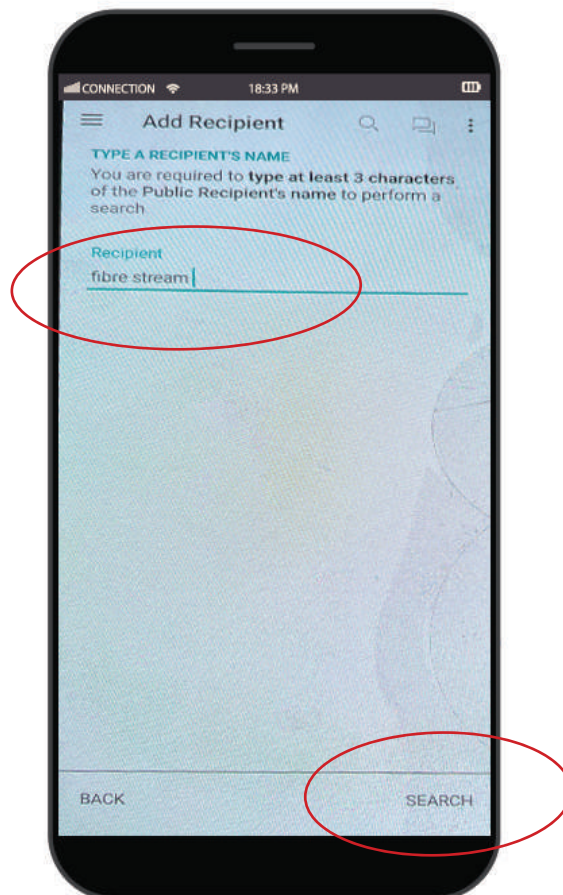 CONNECTION 18:33 PM
Add Recipient
TYPE A RECIPIENT'S NAME
You are required to type at least 3 characters
of the Public Recipient's name to perform a
search
Recipient
fibre stream
BACK SEARCH